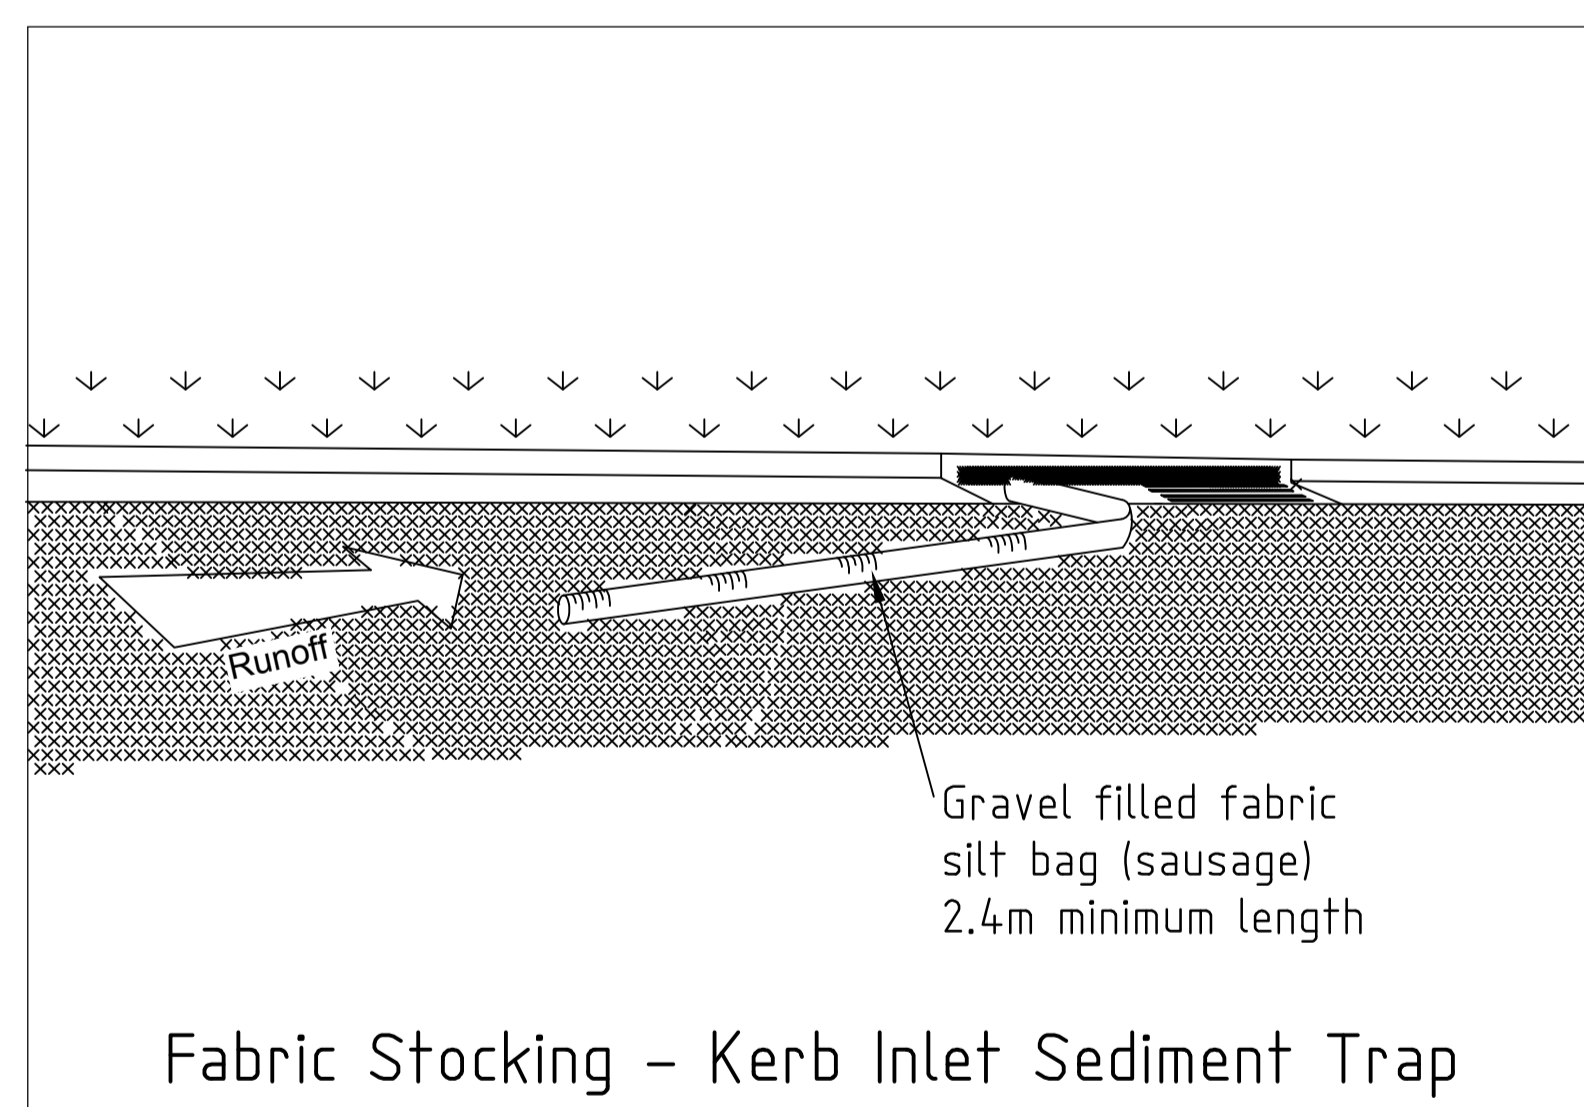 Runoff
Gravel filled fabric
silt bag (sausage)
2.4m minimum length
Fabric Stocking – Kerb Inlet Sediment Trap